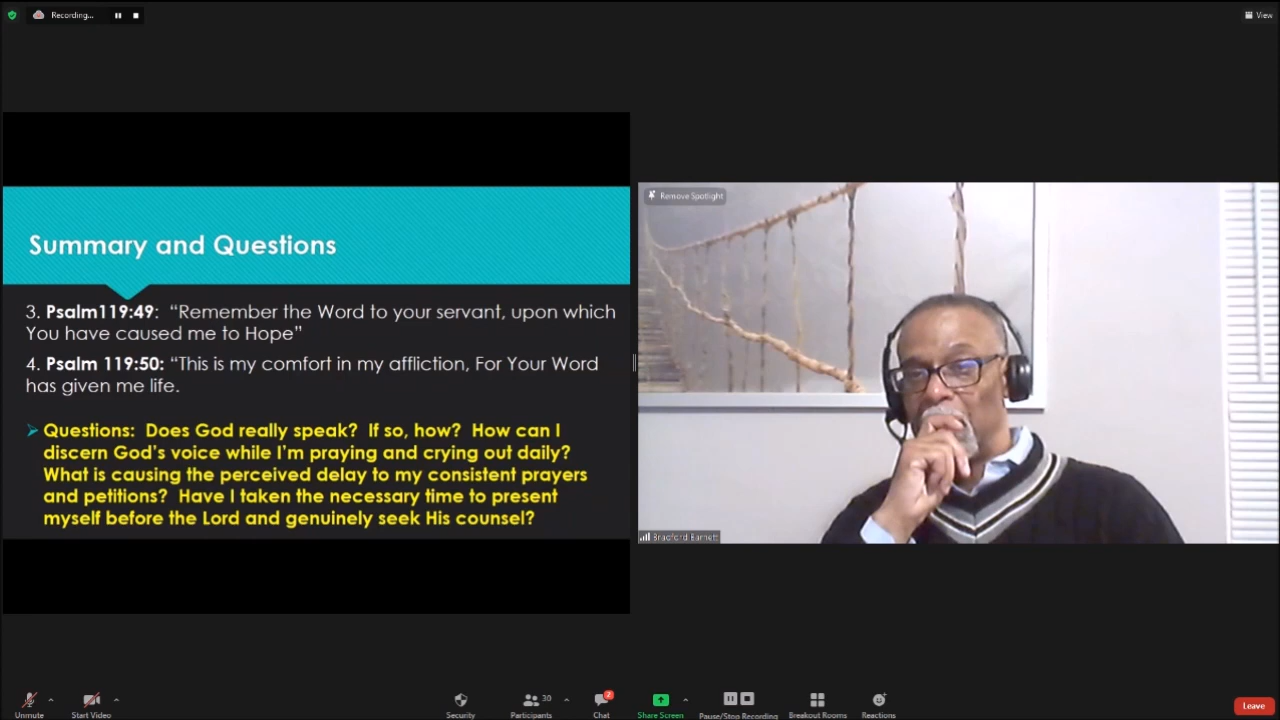 Recording...
View
Summary and Questions
3. Psalm119:49: “Remember the Word to your servant, upon which
You have caused me to Hope”
4. Psalm 119:50: “This is my comfort in my affliction, For Your Word
has given me life.
Questions: Does God really speak? If so, how? How can I
discern God’s voice while I’m praying and crying out daily?
What is causing the perceived delay to my consistent prayers
and petitions? Have I taken the necessary time to present
myself before the Lord and genuinely seek His counsel?
Remove Spotlight
Bradford Barnett
Unmute
Start Video
Security
Participants
30
Chat
2
Share Screen
Pause/Stop Recording
Breakout Rooms
Reactions
Leave